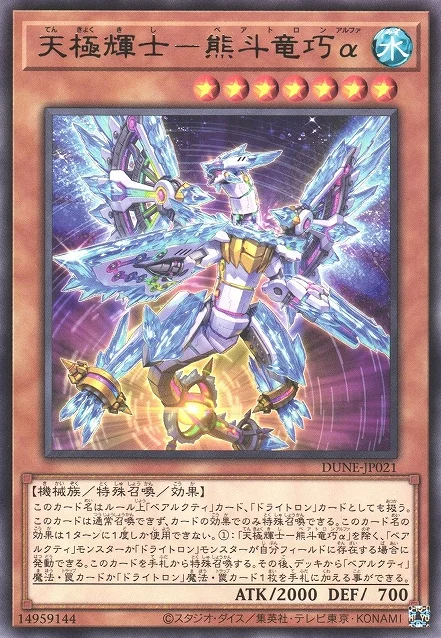 天極輝士－熊斗竜巧α
水
DUNE-JP021
【機械族／特殊召喚／効果】
このカード名はルール上「ベアルクティ」カード、「ドライトロン」カードとしても扱う。
このカードは通常召喚できず、カードの効果でのみ特殊召喚できる。このカード名の
効果は１ターンに１度しか使用できない。①：「天極輝士－熊斗竜巧α」を除く、「ベア
ルクティ」モンスターか「ドライトロン」モンスターが自分フィールドに存在する場合に
発動できる。このカードを手札から特殊召喚する。その後、デッキから「ベアルクティ」
魔法・罠カードか「ドライトロン」魔法・罠カード１枚を手札に加える事ができる。
ATK/2000 DEF/ 700
14959144
©スタジオ・ダイス／集英社・テレビ東京・KONAMI